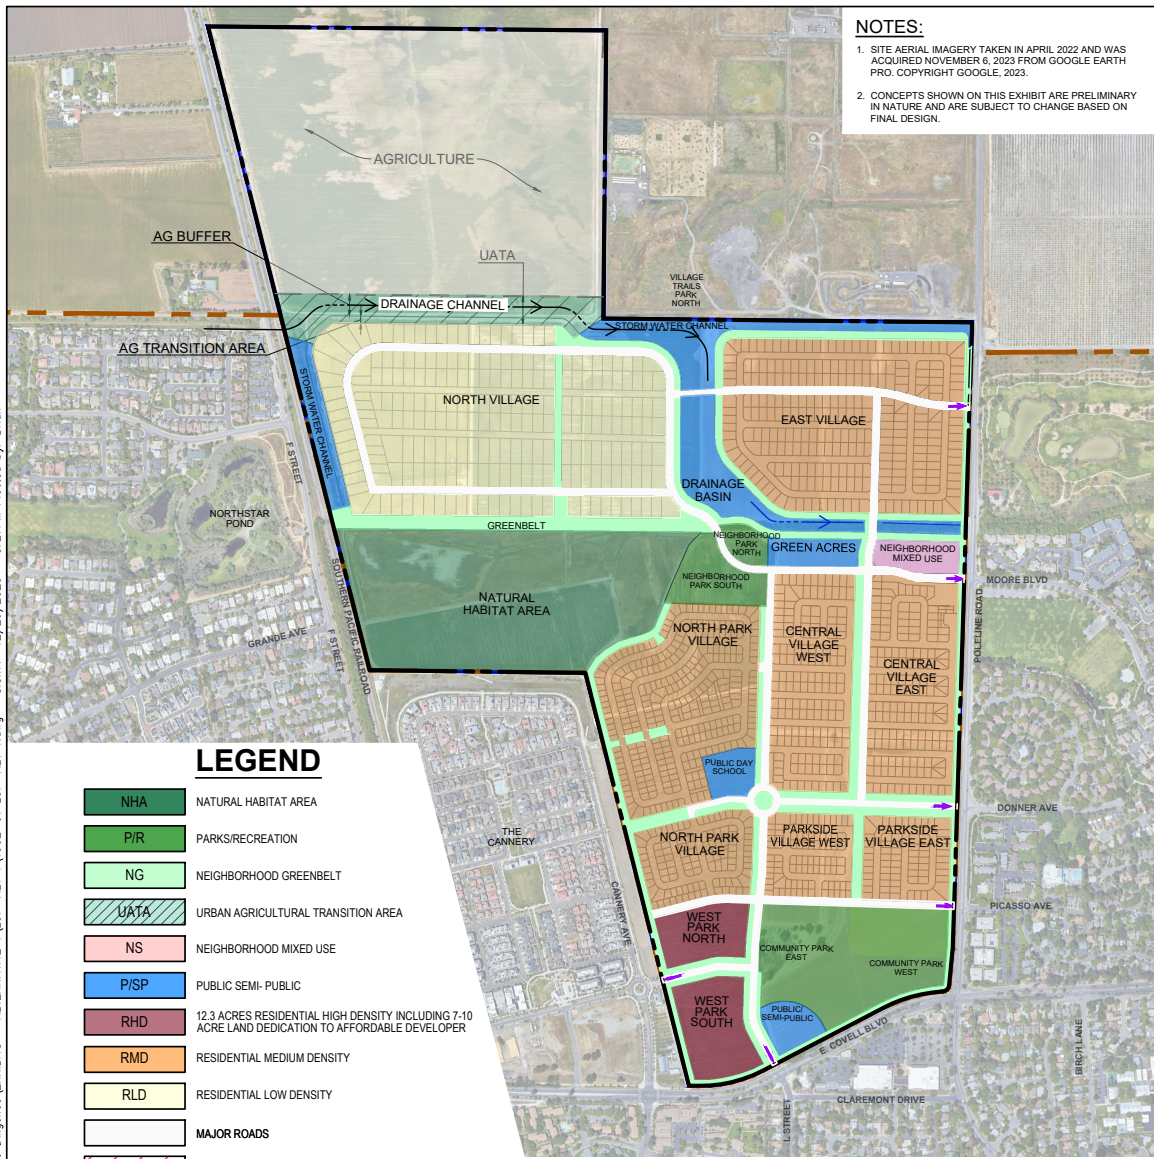 NOTES:
1. SITE AERIAL IMAGERY TAKEN IN APRIL 2022 AND WAS
ACQUIRED NOVEMBER 6, 2023 FROM GOOGLE EARTH
PRO. COPYRIGHT GOOGLE, 2023.
2. CONCEPTS SHOWN ON THIS EXHIBIT ARE PRELIMINARY
IN NATURE AND ARE SUBJECT TO CHANGE BASED ON
FINAL DESIGN.
AGRICULTURE
AG BUFFER
UATA
VILLAGE
TRAILS
PARK
NORTH
DRAINAGE CHANNEL
STORM WATER CHANNEL
AG TRANSITION AREA
STORM WATER CHANNEL
NORTH VILLAGE
EAST VILLAGE
F STREET
DRAINAGE
BASIN
NORTHSTAR
POND
GREENBELT
NEIGHBORHOOD
PARK
NORTH
GREEN ACRES
NEIGHBORHOOD
MIXED USE
NEIGHBORHOOD
PARK SOUTH
MOORE BLVD
NATURAL
HABITAT AREA
SOUTHERN PACIFIC RAILROAD
F STREET
GRANDE AVE
POLELINE ROAD
NORTH PARK
VILLAGE
CENTRAL
VILLAGE
WEST
CENTRAL
VILLAGE
EAST
PUBLIC DAY
SCHOOL
DONNER AVE
THE
CANNERY
NORTH PARK
VILLAGE
PARKSIDE
VILLAGE WEST
PARKSIDE
VILLAGE EAST
CANNERY AVE
PICASSO AVE
WEST
PARK
NORTH
COMMUNITY PARK
EAST
COMMUNITY PARK
WEST
WEST
PARK
SOUTH
PUBLIC/
SEMI-PUBLIC
E. COVELL BLVD
BIRCH LANE
CLAREMONT DRIVE
L STREET
LEGEND
NHA NATURAL HABITAT AREA
P/R PARKS/RECREATION
NG NEIGHBORHOOD GREENBELT
UATA URBAN AGRICULTURAL TRANSITION AREA
NS NEIGHBORHOOD MIXED USE
P/SP PUBLIC SEMI- PUBLIC
RHD 12.3 ACRES RESIDENTIAL HIGH DENSITY INCLUDING 7-10
ACRE LAND DEDICATION TO AFFORDABLE DEVELOPER
RMD RESIDENTIAL MEDIUM DENSITY
RLD RESIDENTIAL LOW DENSITY
MAJOR ROADS